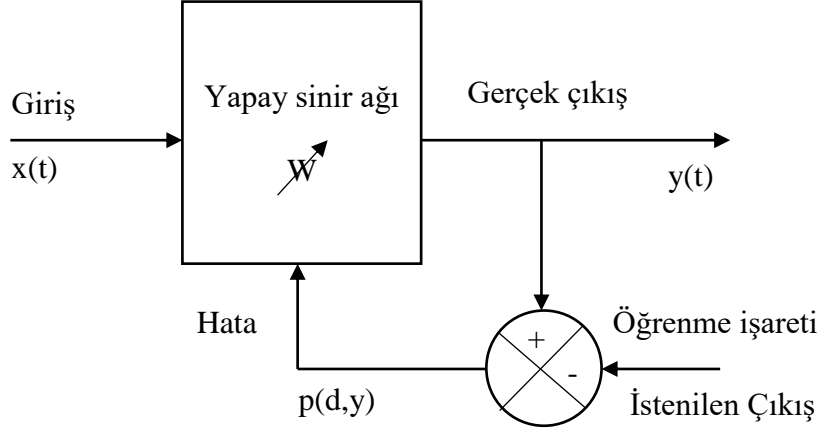 Giriş
x(t)
Yapay sinir ağı
W
Gerçek çıkış
y(t)
Hata
p(d,y)
+
-
Öğrenme işareti
İstenilen Çıkış